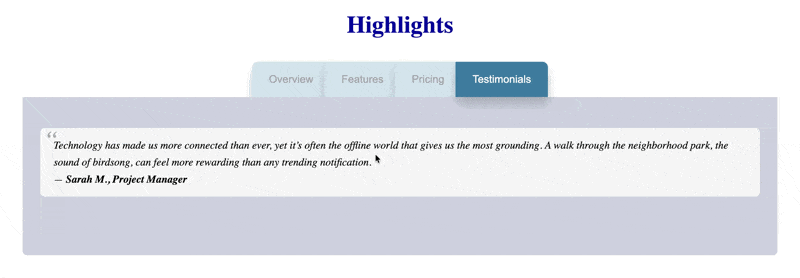 Highlights
Overview Features Pricing Testimonials
“
Technology has made us more connected than ever, yet it's often the offline world that gives us the most grounding. A walk through the neighborhood park, the
sound of birdsong, can feel more rewarding than any trending notification.
— Sarah M., Project Manager